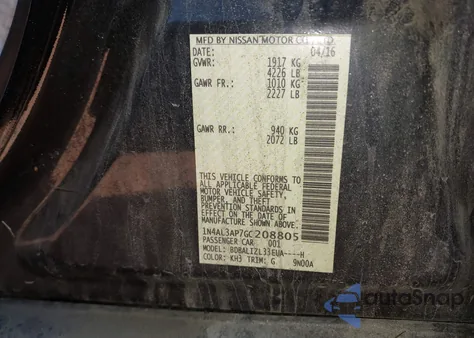 MFD BY NISSAN MOTOR CO., LTD
DATE: 04/16
GVWR: 1917 KG
4226 LB
GAWR FR.: 1010 KG
2227 LB
GAWR RR.: 940 KG
2072 LB
THIS VEHICLE CONFORMS TO
ALL APPLICABLE FEDERAL
MOTOR VEHICLE SAFETY,
BUMPER, AND THEFT
PREVENTION STANDARDS IN
EFFECT ON THE DATE OF
MANUFACTURE SHOWN ABOVE.
1N4AL3AP7GC208805
PASSENGER CAR 001
MODEL: BDBALIZL33EUA----H
COLOR: KH3 TRIM: G 9N00A
autoSnap